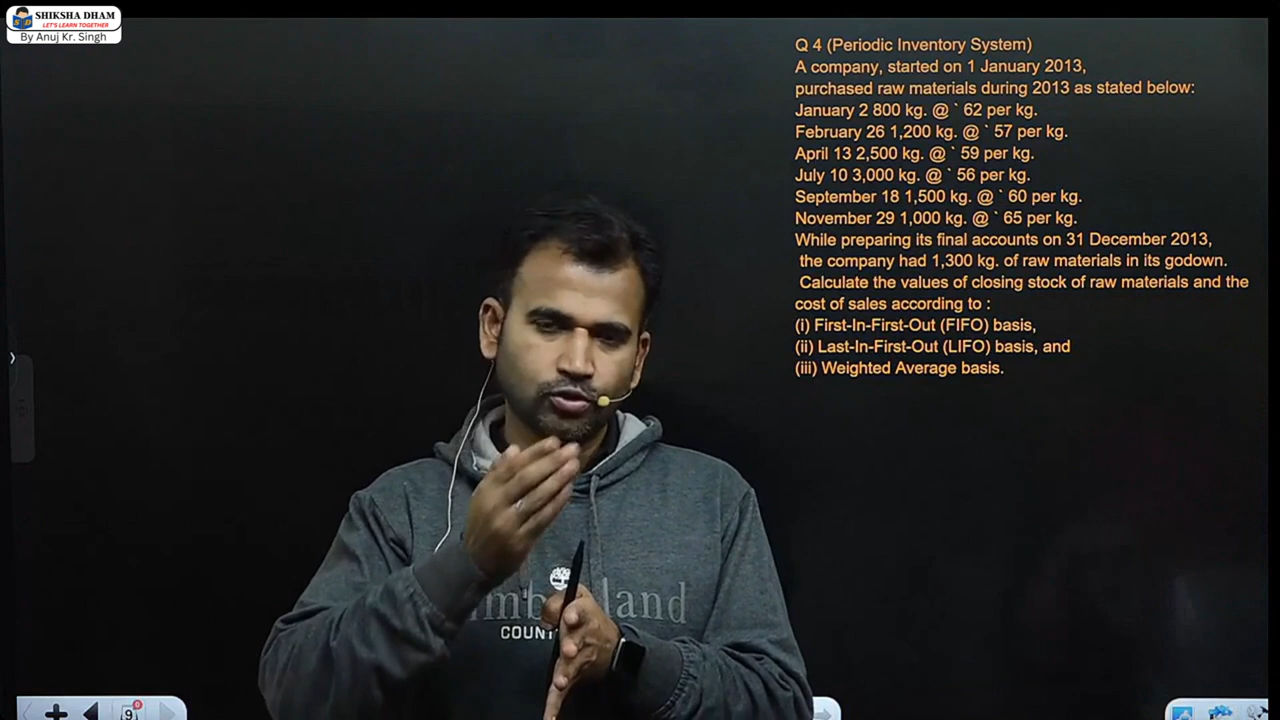 SHIKSHA DHAM
LET'S LEARN TOGETHER
By Anuj Kr. Singh
Q 4 (Periodic Inventory System)
A company, started on 1 January 2013,
purchased raw materials during 2013 as stated below:
January 2 800 kg. @ ` 62 per kg.
February 26 1,200 kg. @ ` 57 per kg.
April 13 2,500 kg. @ ` 59 per kg.
July 10 3,000 kg. @ ` 56 per kg.
September 18 1,500 kg. @ ` 60 per kg.
November 29 1,000 kg. @ ` 65 per kg.
While preparing its final accounts on 31 December 2013,
the company had 1,300 kg. of raw materials in its godown.
Calculate the values of closing stock of raw materials and the
cost of sales according to :
(i) First-In-First-Out (FIFO) basis,
(ii) Last-In-First-Out (LIFO) basis, and
(iii) Weighted Average basis.
9
0